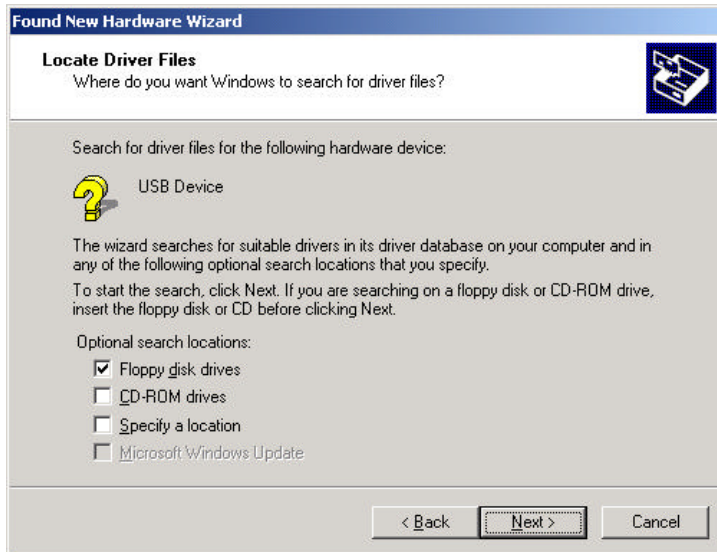 Found New Hardware Wizard
Locate Driver Files
Where do you want Windows to search for driver files?
Search for driver files for the following hardware device:
USB Device
The wizard searches for suitable drivers in its driver database on your computer and in
any of the following optional search locations that you specify.
To start the search, click Next. If you are searching on a floppy disk or CD-ROM drive,
insert the floppy disk or CD before clicking Next.
Optional search locations:
Floppy disk drives
CD-ROM drives
Specify a location
Microsoft Windows Update
< Back Next > Cancel